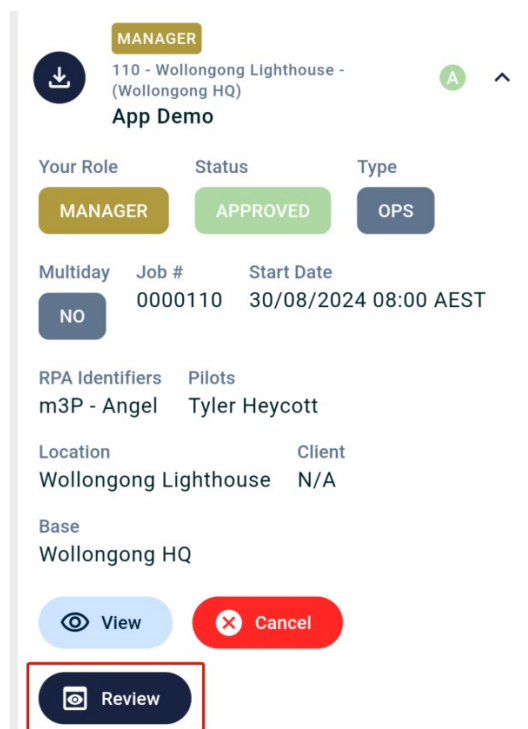 MANAGER
110 - Wollongong Lighthouse -
(Wollongong HQ)
A
App Demo
Your Role Status Type
MANAGER APPROVED OPS
Multiday Job # Start Date
NO 0000110 30/08/2024 08:00 AEST
RPA Identifiers Pilots
m3P - Angel Tyler Heycott
Location Client
Wollongong Lighthouse N/A
Base
Wollongong HQ
View Cancel
Review